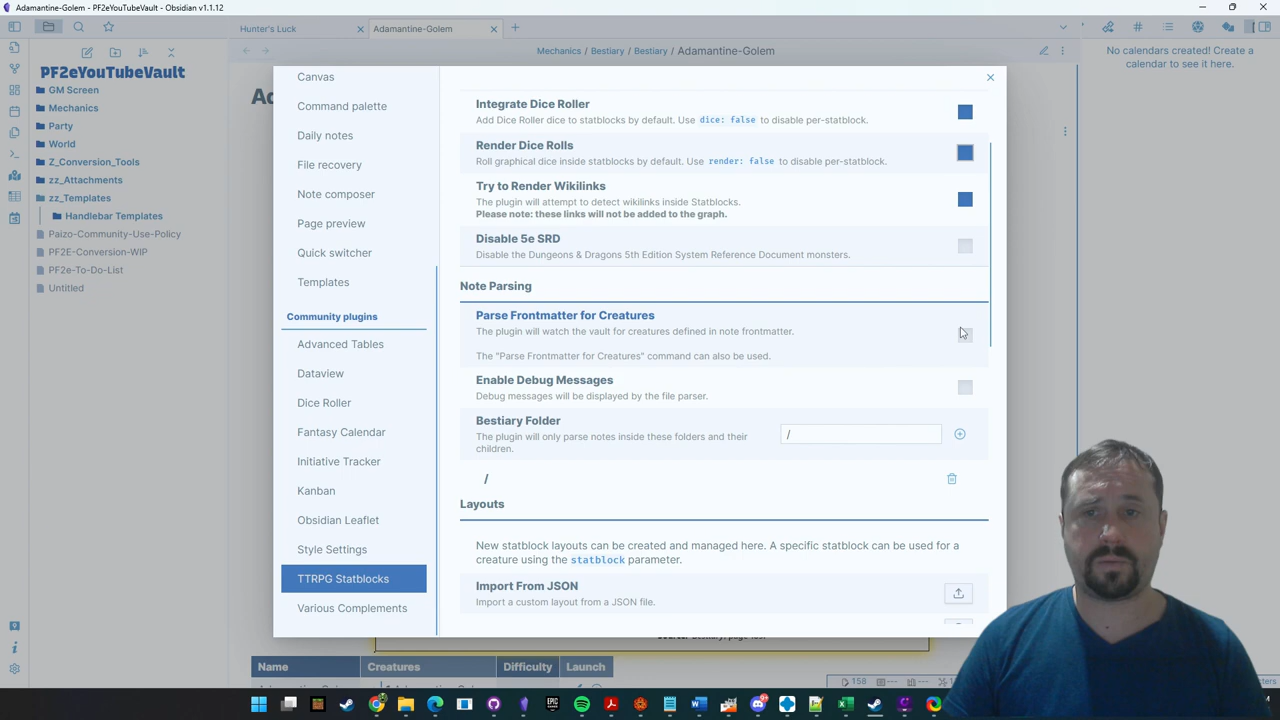 Adamantine-Golem - PF2eYouTubeVault - Obsidian v1.1.12
Hunter's Luck
Adamantine-Golem
Mechanics / Bestiary / Bestiary / Adamantine-Golem
No calendars created! Create a
calendar to see it here.
PF2eYouTubeVault
GM Screen
Mechanics
Party
World
Z_Conversion_Tools
zz_Attachments
zz_Templates
Handlebar Templates
Paizo-Community-Use-Policy
PF2E-Conversion-WIP
PF2e-To-Do-List
Untitled
Canvas
Command palette
Daily notes
File recovery
Note composer
Page preview
Quick switcher
Templates
Community plugins
Advanced Tables
Dataview
Dice Roller
Fantasy Calendar
Initiative Tracker
Kanban
Obsidian Leaflet
Style Settings
TTRPG Statblocks
Various Complements
Integrate Dice Roller
Add Dice Roller dice to statblocks by default. Use dice: false to disable per-statblock.
Render Dice Rolls
Roll graphical dice inside statblocks by default. Use render: false to disable per-statblock.
Try to Render Wikilinks
The plugin will attempt to detect wikilinks inside Statblocks.
Please note: these links will not be added to the graph.
Disable 5e SRD
Disable the Dungeons & Dragons 5th Edition System Reference Document monsters.
Note Parsing
Parse Frontmatter for Creatures
The plugin will watch the vault for creatures defined in note frontmatter.
The "Parse Frontmatter for Creatures" command can also be used.
Enable Debug Messages
Debug messages will be displayed by the file parser.
Bestiary Folder
The plugin will only parse notes inside these folders and their
children.
/
/
Layouts
New statblock layouts can be created and managed here. A specific statblock can be used for a
creature using the statblock parameter.
Import From JSON
Import a custom layout from a JSON file.
Name Creatures Difficulty Launch
158